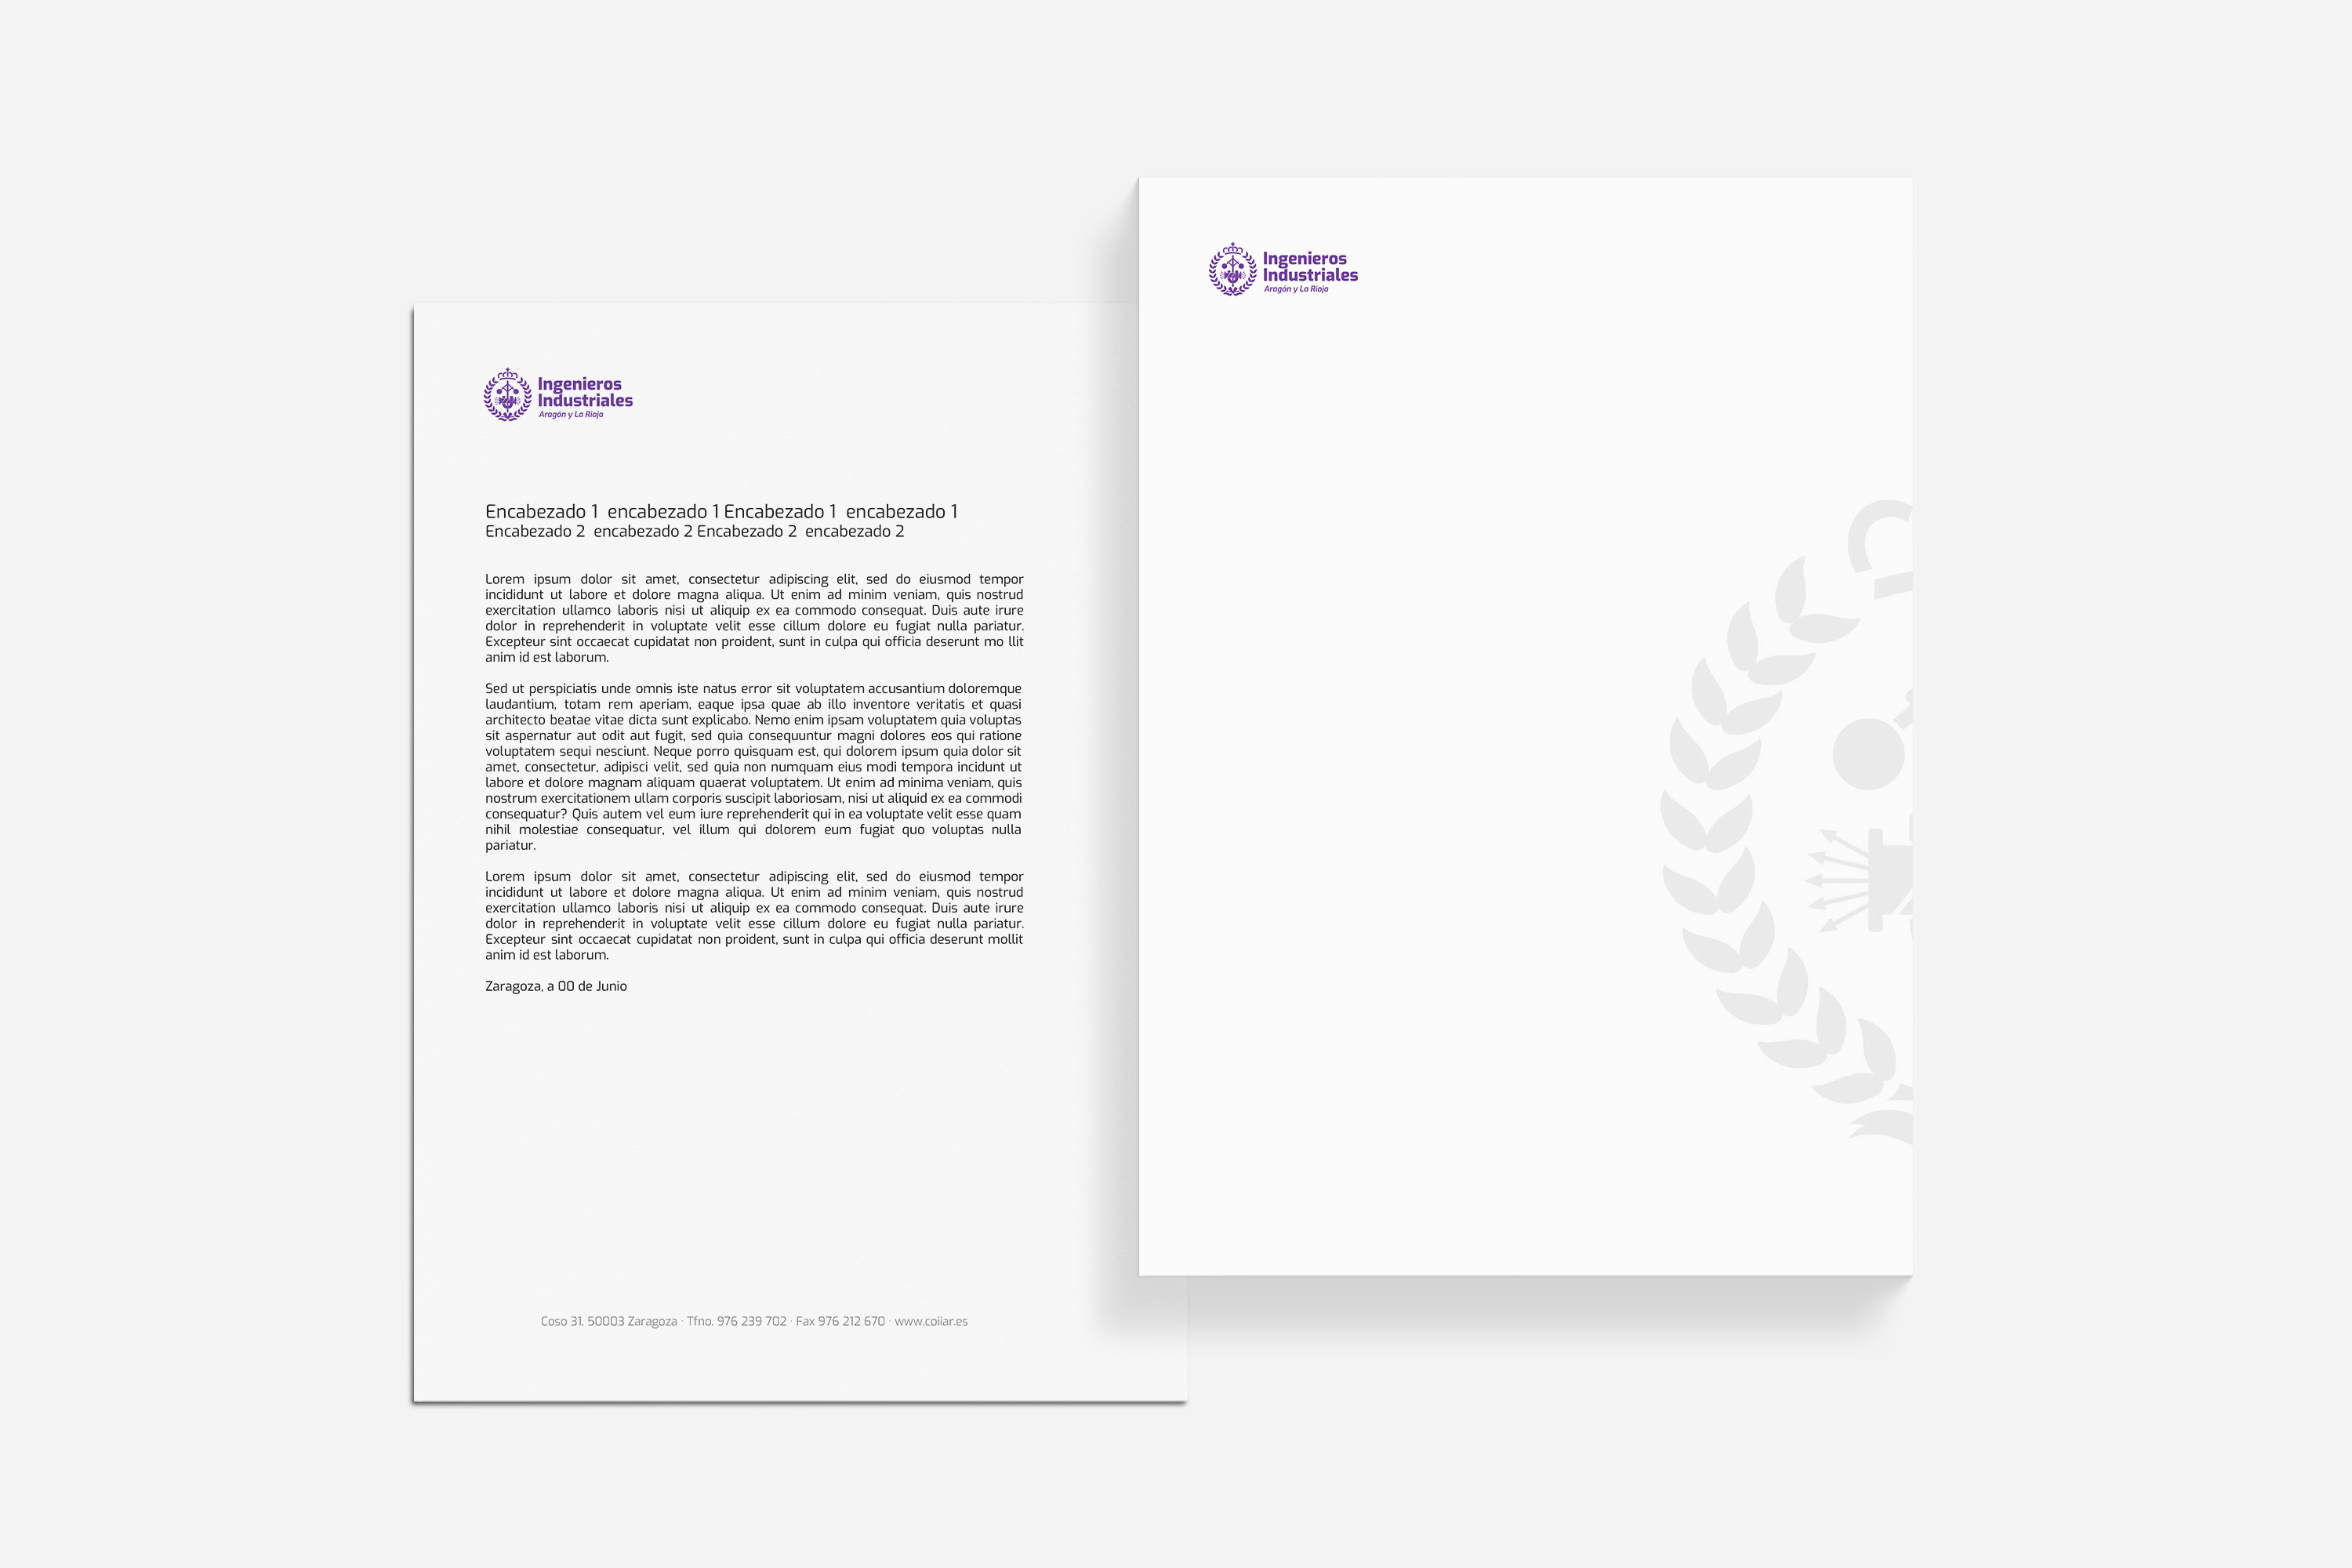 Ingenieros
Industriales
Aragón y La Rioja
Encabezado 1 encabezado 1 Encabezado 1 encabezado 1
Encabezado 2 encabezado 2 Encabezado 2 encabezado 2
Lorem ipsum dolor sit amet, consectetur adipiscing elit, sed do eiusmod tempor
incididunt ut labore et dolore magna aliqua. Ut enim ad minim veniam, quis nostrud
exercitation ullamco laboris nisi ut aliquip ex ea commodo consequat. Duis aute irure
dolor in reprehenderit in voluptate velit esse cillum dolore eu fugiat nulla pariatur.
Excepteur sint occaecat cupidatat non proident, sunt in culpa qui officia deserunt mo llit
anim id est laborum.
Sed ut perspiciatis unde omnis iste natus error sit voluptatem accusantium doloremque
laudantium, totam rem aperiam, eaque ipsa quae ab illo inventore veritatis et quasi
architecto beatae vitae dicta sunt explicabo. Nemo enim ipsam voluptatem quia voluptas
sit aspernatur aut odit aut fugit, sed quia consequuntur magni dolores eos qui ratione
voluptatem sequi nesciunt. Neque porro quisquam est, qui dolorem ipsum quia dolor sit
amet, consectetur, adipisci velit, sed quia non numquam eius modi tempora incidunt ut
labore et dolore magnam aliquam quaerat voluptatem. Ut enim ad minima veniam, quis
nostrum exercitationem ullam corporis suscipit laboriosam, nisi ut aliquid ex ea commodi
consequatur? Quis autem vel eum iure reprehenderit qui in ea voluptate velit esse quam
nihil molestiae consequatur, vel illum qui dolorem eum fugiat quo voluptas nulla
pariatur.
Lorem ipsum dolor sit amet, consectetur adipiscing elit, sed do eiusmod tempor
incididunt ut labore et dolore magna aliqua. Ut enim ad minim veniam, quis nostrud
exercitation ullamco laboris nisi ut aliquip ex ea commodo consequat. Duis aute irure
dolor in reprehenderit in voluptate velit esse cillum dolore eu fugiat nulla pariatur.
Excepteur sint occaecat cupidatat non proident, sunt in culpa qui officia deserunt mollit
anim id est laborum.
Zaragoza, a 00 de Junio
Coso 31, 50003 Zaragoza · Tfno. 976 239 702 · Fax 976 212 670 · www.coiiar.es
Ingenieros
Industriales
Aragón y La Rioja